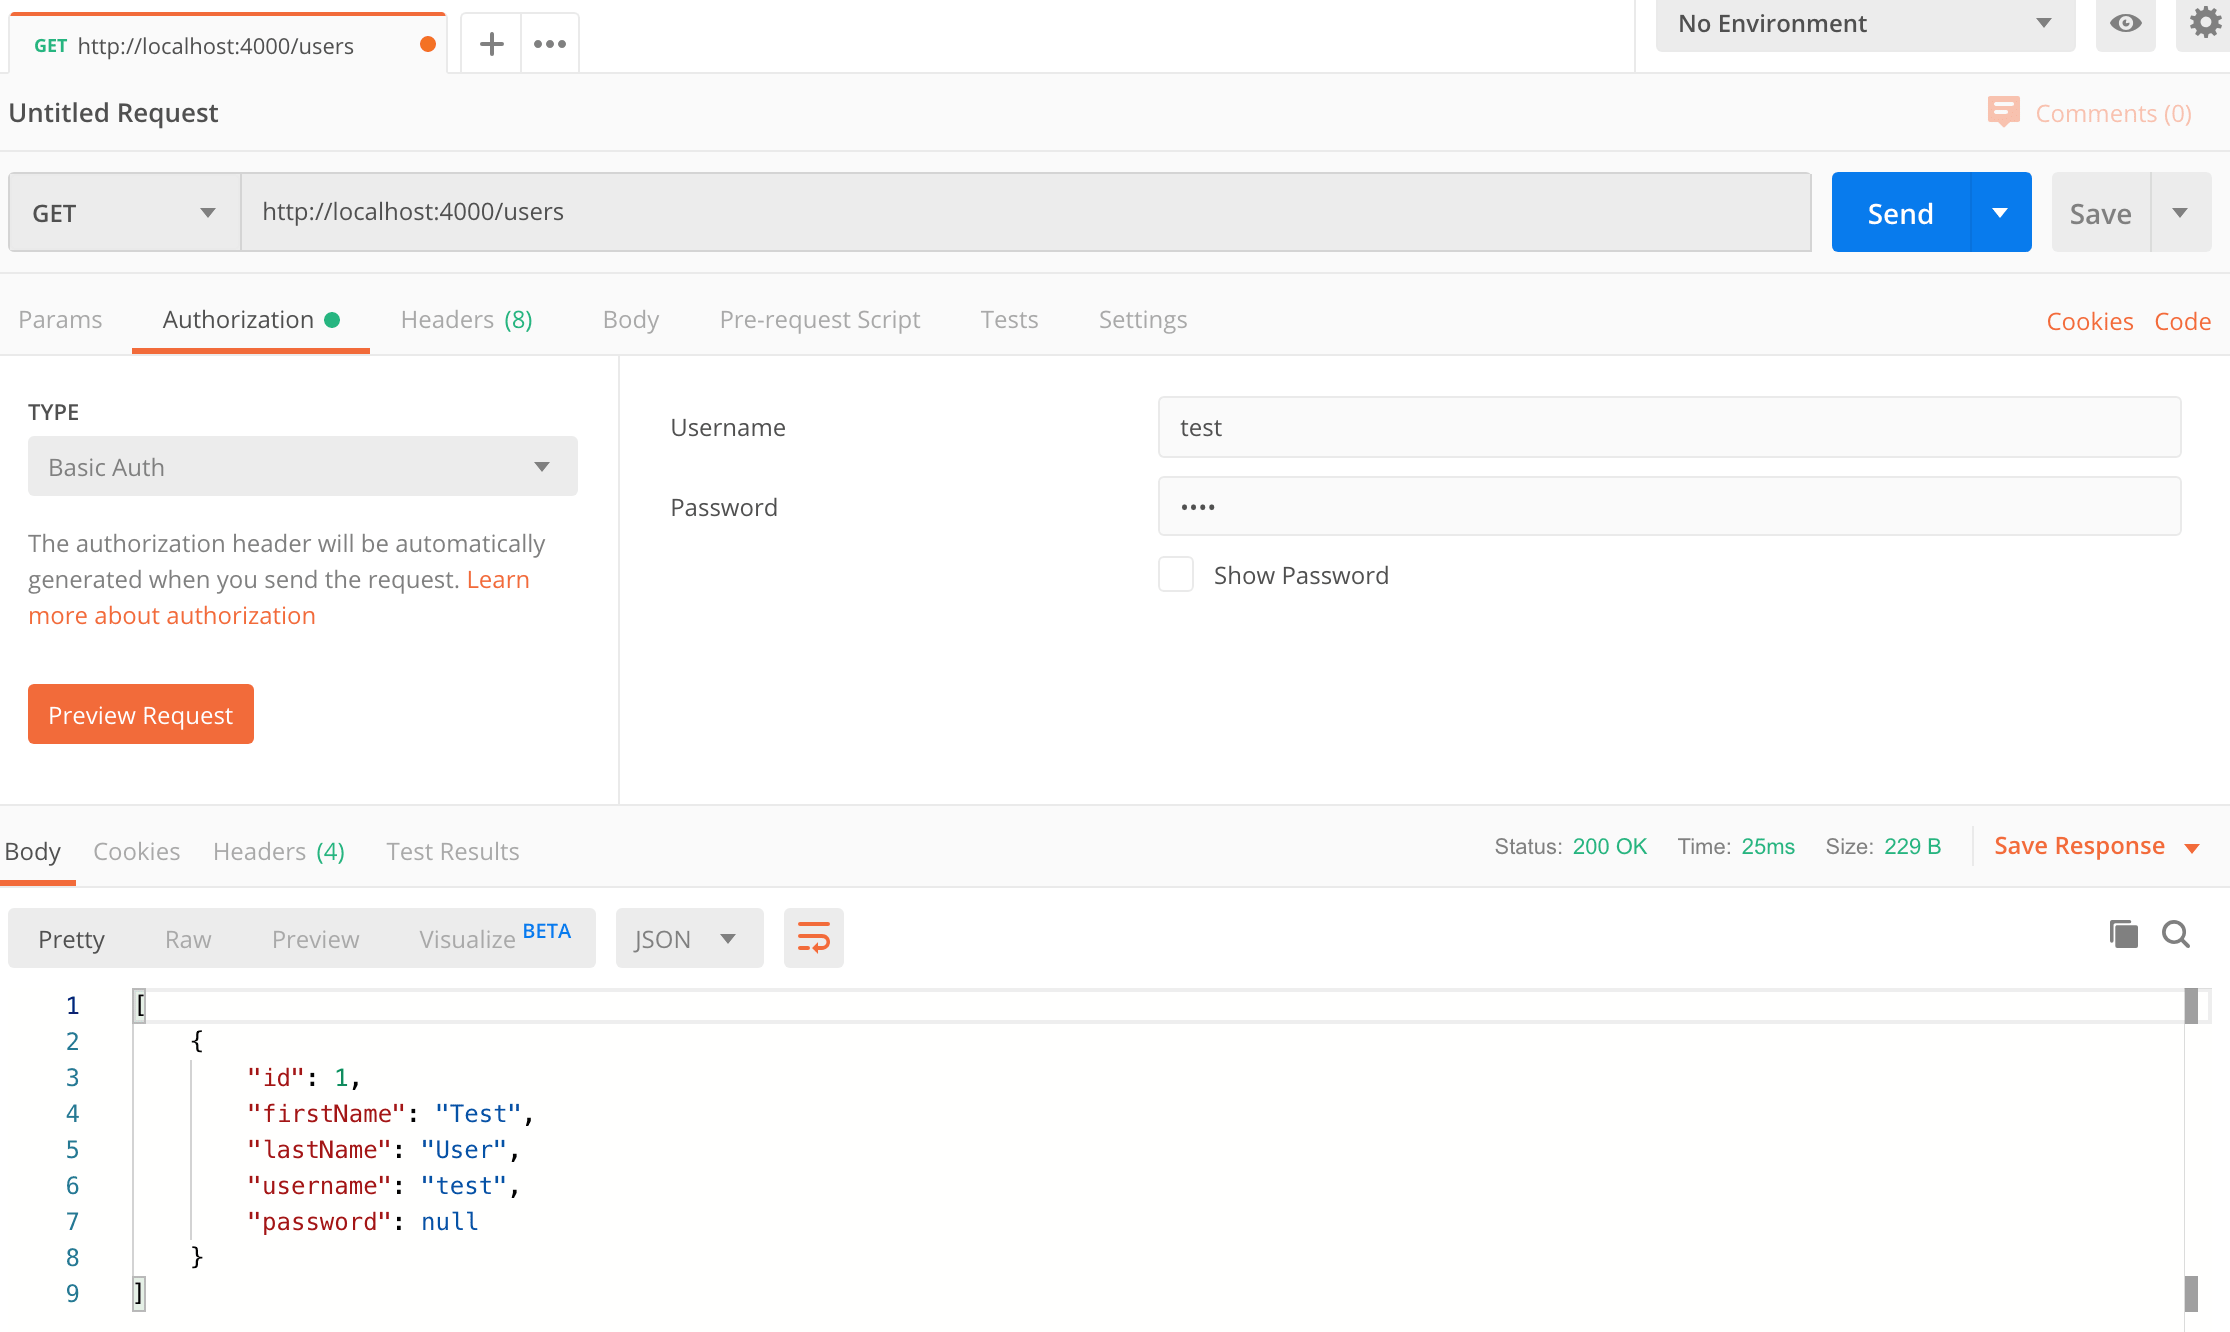 GET http://localhost:4000/users
No Environment
Untitled Request
Comments (0)
GET http://localhost:4000/users Send Save
Params Authorization Headers (8) Body Pre-request Script Tests Settings Cookies Code
TYPE
Basic Auth
The authorization header will be automatically
generated when you send the request. Learn
more about authorization
Preview Request
Username test
Password ••••
Show Password
Body Cookies Headers (4) Test Results Status: 200 OK Time: 25ms Size: 229 B Save Response
Pretty Raw Preview Visualize BETA JSON
1 [
2 {
3 "id": 1,
4 "firstName": "Test",
5 "lastName": "User",
6 "username": "test",
7 "password": null
8 }
9 ]